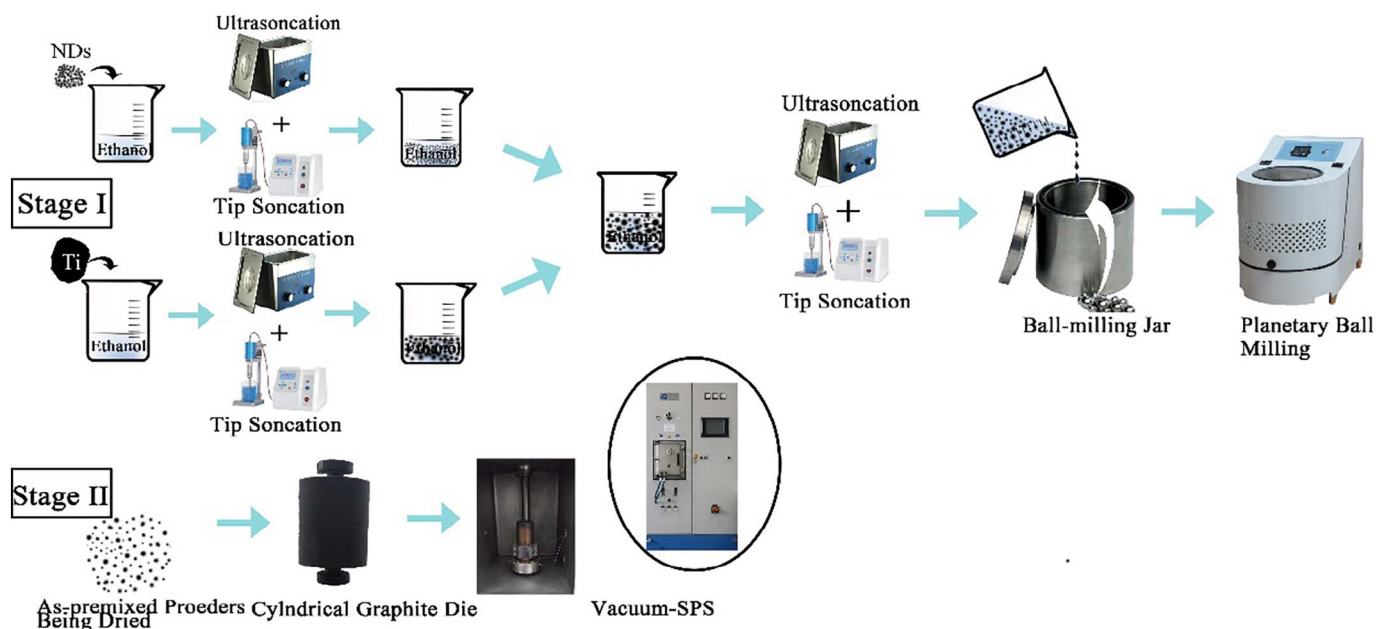 Ultrasoncation
NDs
Ethanol
+
Ethanol
Tip Soncation
Stage I
Ti
Ultrasoncation
Ethanol
+
Ethanol
Tip Soncation
Ethanol
Ultrasoncation
+
Tip Soncation
Ball-milling Jar
Planetary Ball
Milling
Stage II
As-premixed Proeders
Being Dried
Cylndrical Graphite Die
Vacuum-SPS